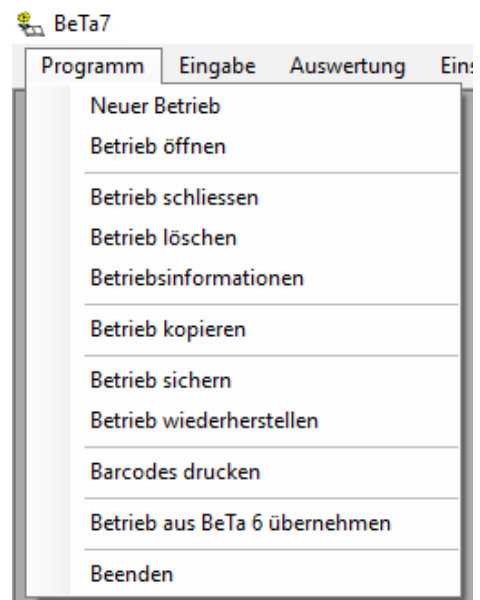 BeTa7
Programm Eingabe Auswertung
Neuer Betrieb
Betrieb öffnen
Betrieb schliessen
Betrieb löschen
Betriebsinformationen
Betrieb kopieren
Betrieb sichern
Betrieb wiederherstellen
Barcodes drucken
Betrieb aus BeTa 6 übernehmen
Beenden